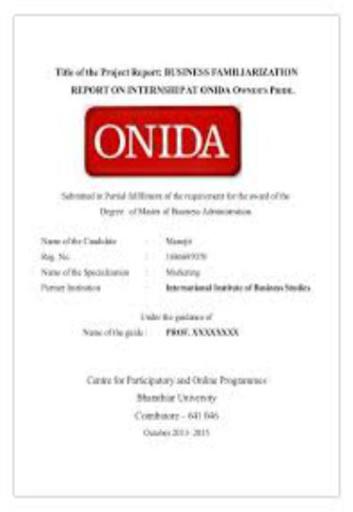 Title of the Project Report: BUSINESS FAMILIARIZATION
REPORT ON INTERNSHIP AT ONIDA OWNER'S PRIDE.
ONIDA
Submitted in Partial fulfillment of the requirement for the award of the
Degree of Master of Business Administration
Name of the Candidate : Manojit
Reg. No. :
Name of the Specialization : Marketing
Partner Institution : International Institute of Business Studies
Under the guidance of
Name of the guide : PROF. XXXXXXXX
Centre for Participatory and Online Programmes
Bharathiar University
Coimbatore – 641 046
October 2013- 2015